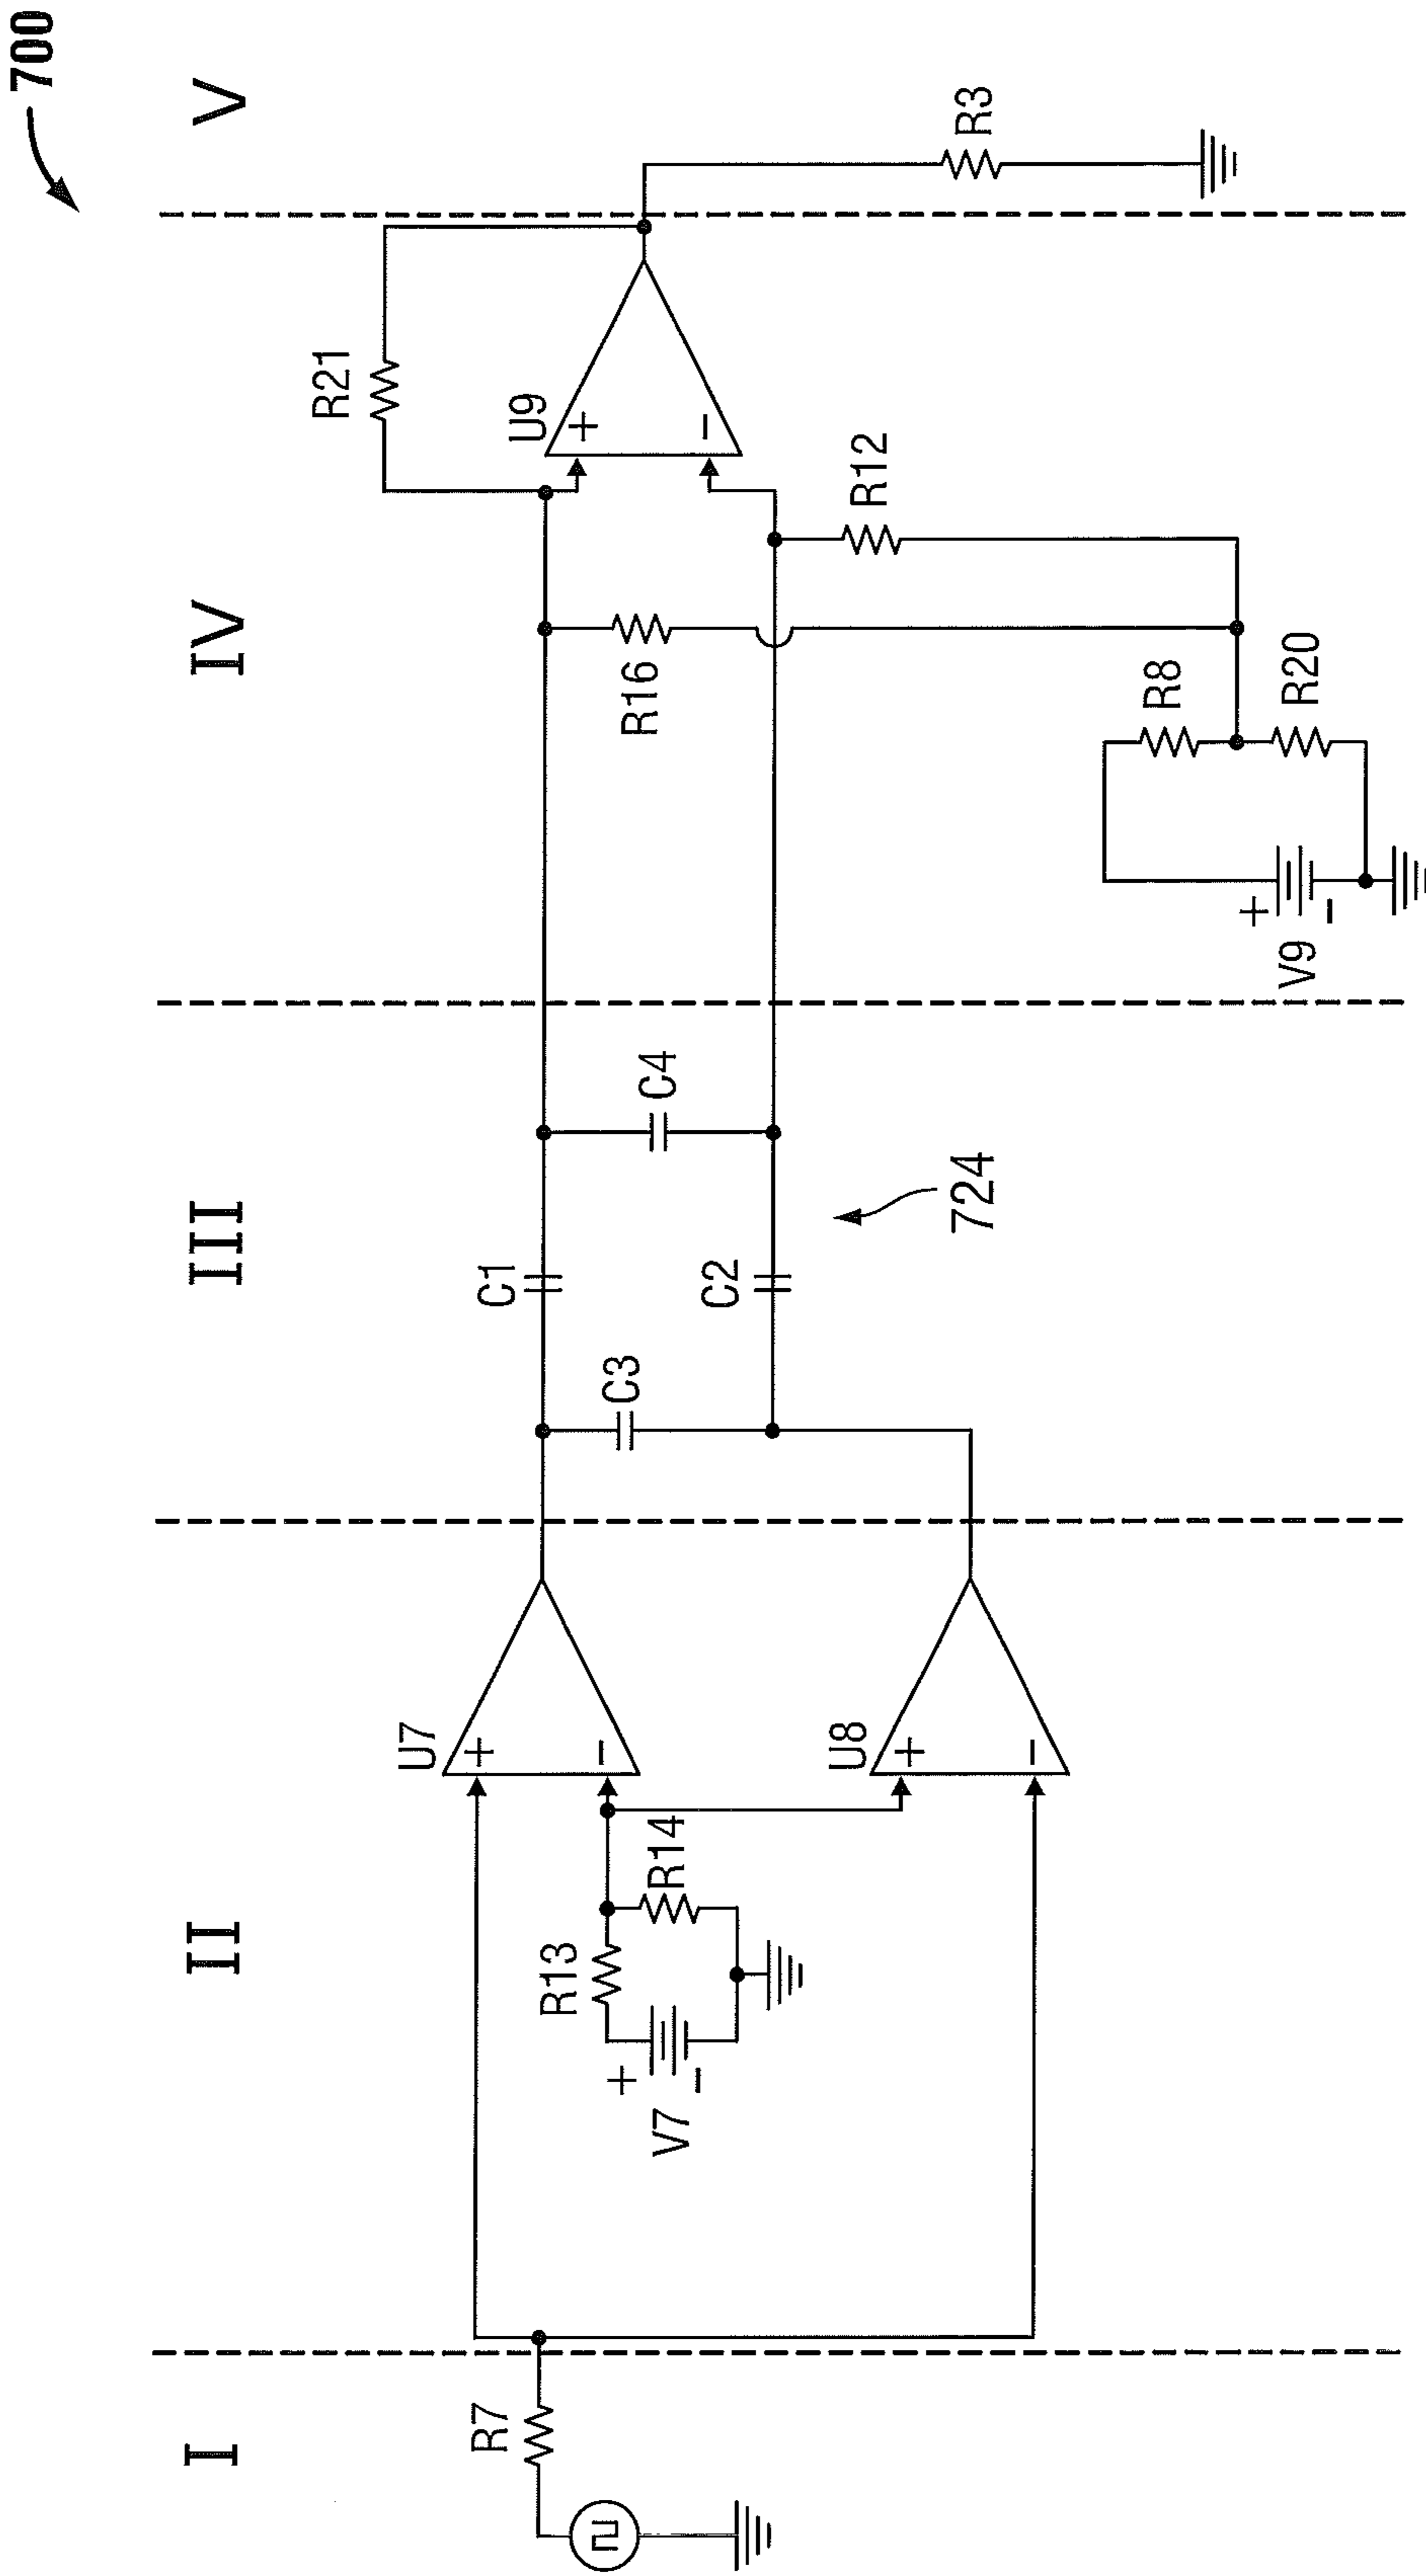 700
I
II
III
IV
V
R7
U7
+
−
R13
R14
+
−
V7
U8
+
−
C3
C1
C2
C4
724
R16
R21
U9
+
−
R12
R8
R20
+
−
V9
R3